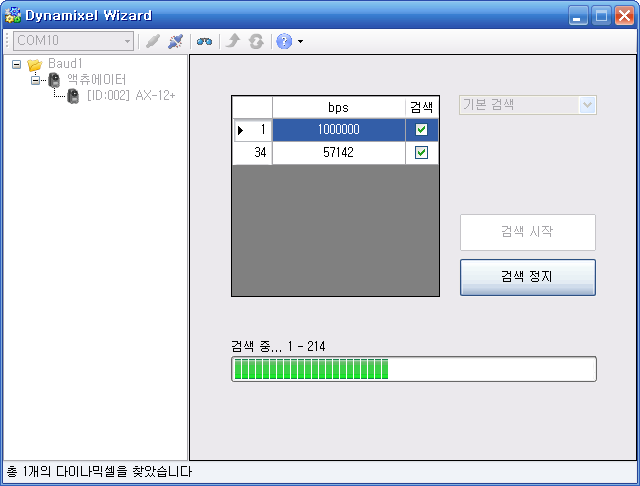 Dynamixel Wizard
COM10
Baud1
액츄에이터
[ID:002] AX-12+
bps 검색
1 1000000
34 57142
기본 검색
검색 시작
검색 정지
검색 중... 1 - 214
총 1개의 다이나믹셀을 찾았습니다